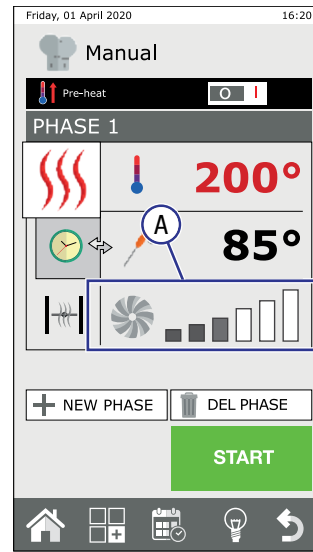 Friday, 01 April 2020 16:20
Manual
Pre-heat O I
PHASE 1
200°
A
85°
NEW PHASE DEL PHASE
START